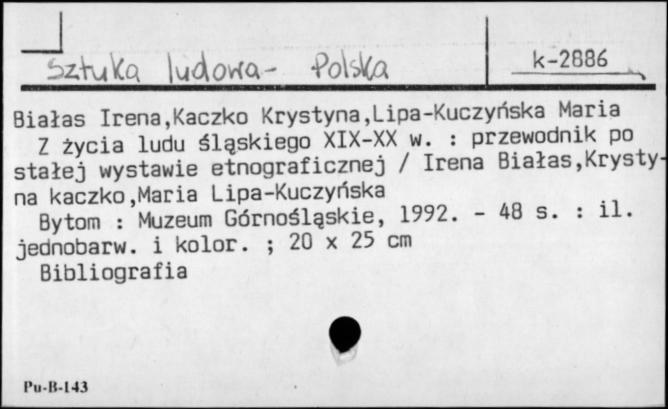 Sztuka ludowa - Polska
k-2886
Białas Irena,Kaczko Krystyna,Lipa-Kuczyńska Maria
Z życia ludu śląskiego XIX-XX w. : przewodnik po
stałej wystawie etnograficznej / Irena Białas,Krysty-
na kaczko,Maria Lipa-Kuczyńska
Bytom : Muzeum Górnośląskie, 1992. - 48 s. : il.
jednobarw. i kolor. ; 20 x 25 cm
Bibliografia
Pu-B-143